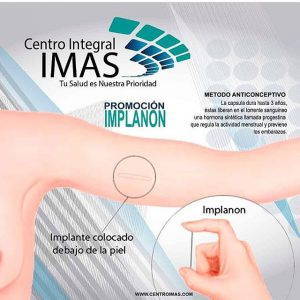 Centro Integral
IMAS
Tu Salud es Nuestra Prioridad
PROMOCIÓN
IMPLANON
METODO ANTICONCEPTIVO
La capsula dura hasta 3 años,
éstas liberan en el torrente sanguíneo
una hormona sintética llamada progestina
que regula la actividad menstrual y previene
los embarazos.
Implante colocado
debajo de la piel
Implanon
WWW.CENTROIMAS.COM